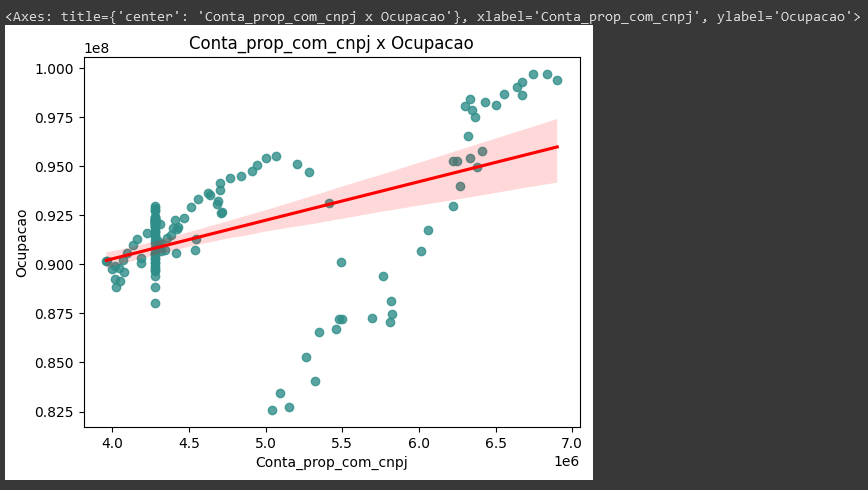 <Axes: title={'center': 'Conta_prop_com_cnpj x Ocupacao'}, xlabel='Conta_prop_com_cnpj', ylabel='Ocupacao'>
Conta_prop_com_cnpj x Ocupacao
1e8
1.000
0.975
0.950
0.925
0.900
0.875
0.850
0.825
Ocupacao
4.0 4.5 5.0 5.5 6.0 6.5 7.0
1e6
Conta_prop_com_cnpj